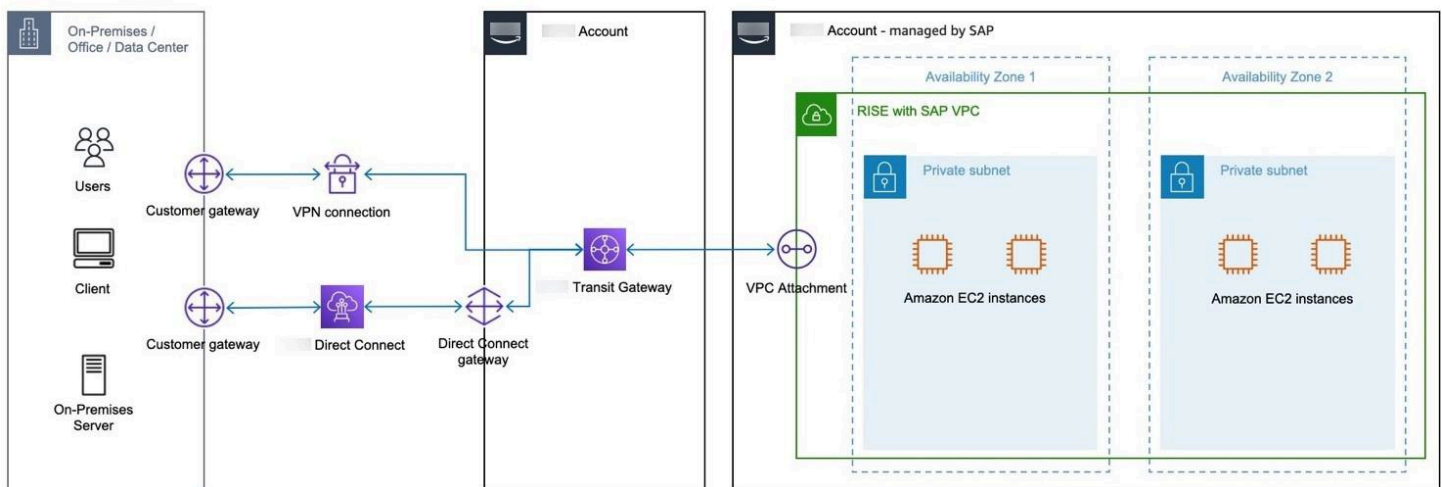 On-Premises /
Office / Data Center
Users
Client
On-Premises
Server
Customer gateway
VPN connection
Customer gateway
Direct Connect
Direct Connect
gateway
Account
Transit Gateway
Account - managed by SAP
VPC Attachment
RISE with SAP VPC
Availability Zone 1
Private subnet
Amazon EC2 instances
Availability Zone 2
Private subnet
Amazon EC2 instances